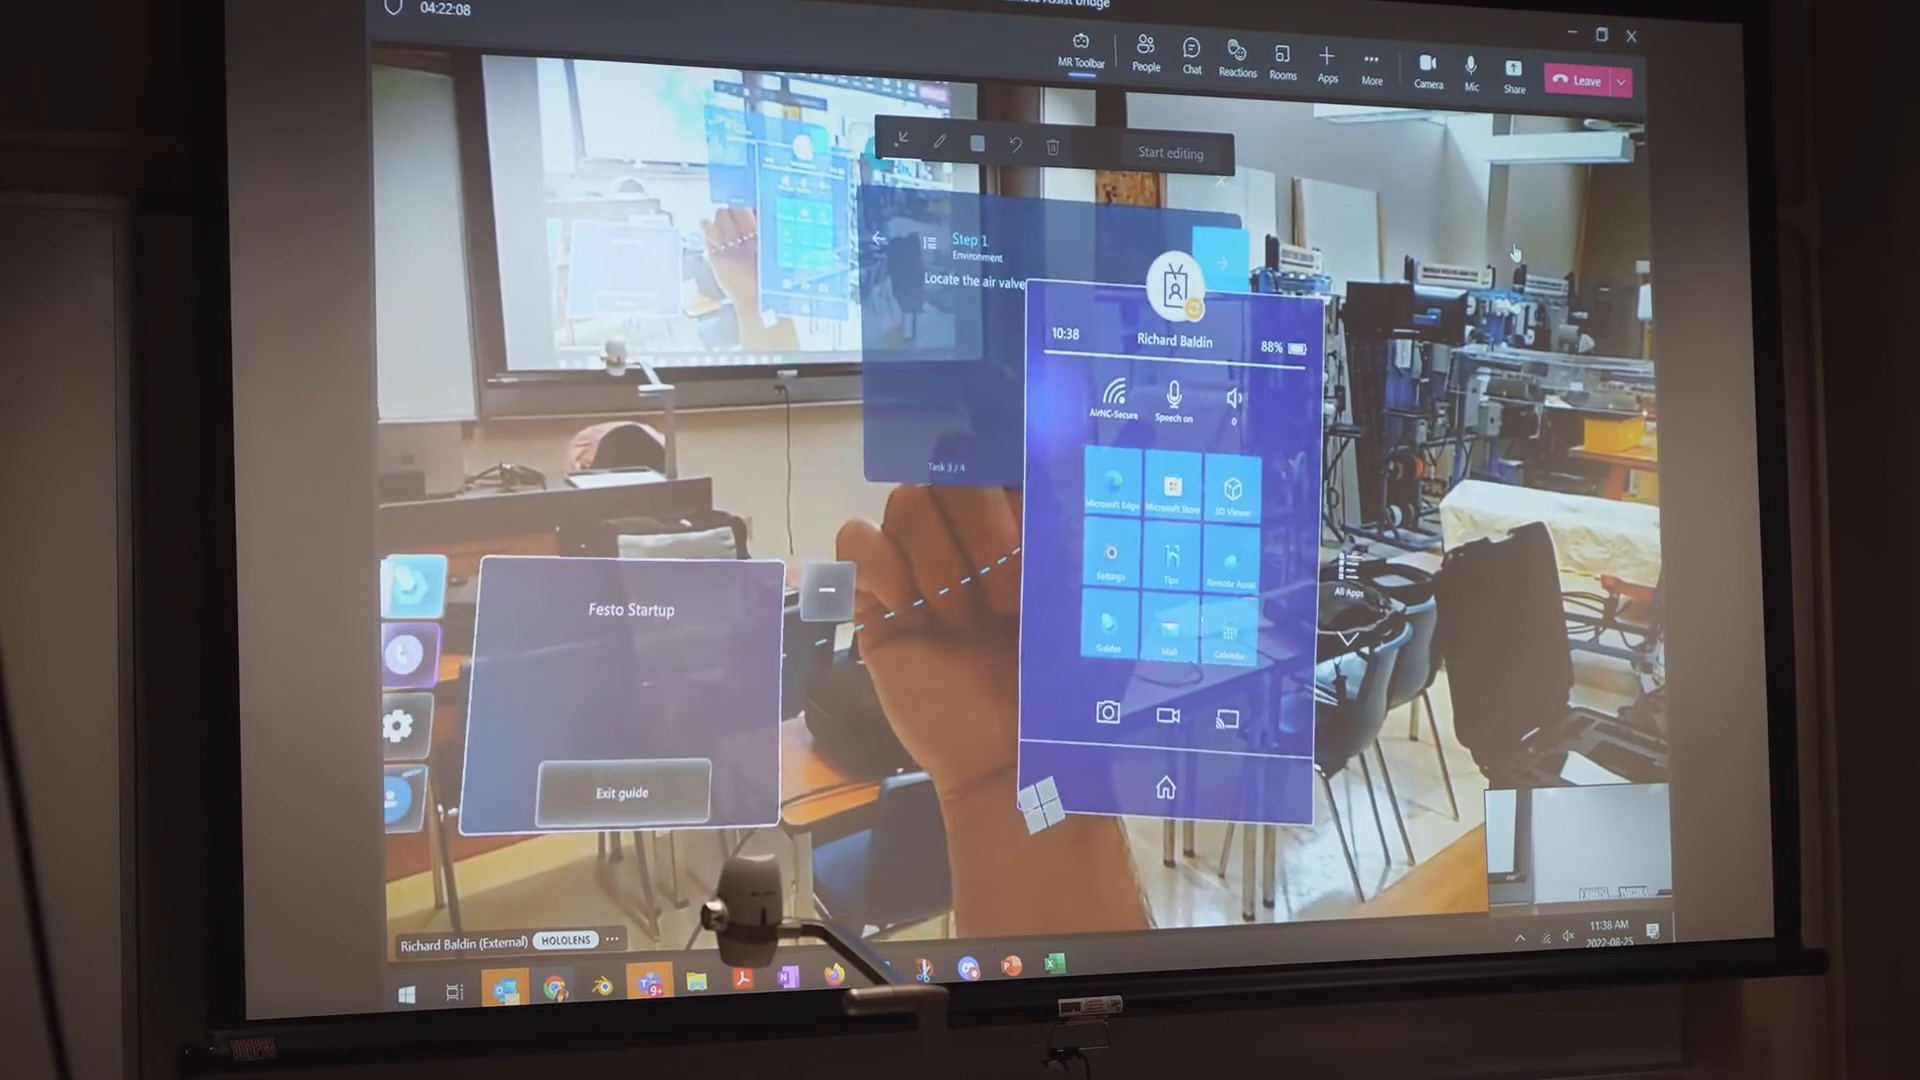 04:22:08
MR Toolbar
People
Chat
Reactions
Rooms
Apps
More
Camera
Mic
Share
Leave
Start editing
Step 1
Environment
Locate the air valve
Task 3 / 4
10:38
Richard Baldin
88%
AirNC-Secure
Speech on
0
Microsoft Edge
Microsoft Store
3D Viewer
Settings
Tips
Remote Assist
Guides
Mail
Calendar
All Apps
Festo Startup
Exit guide
Richard Baldin (External)
HOLOLENS
9+
11:38 AM
2022-08-25
DRAPER